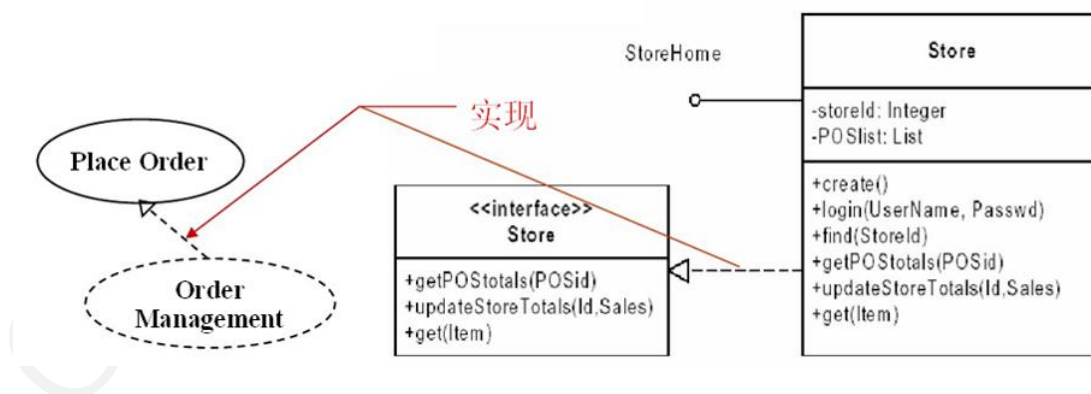 StoreHome
Store
-storeId: Integer
-POSlist: List
+create()
+login(UserName, Passwd)
+find(StoreId)
+getPOStotals(POSid)
+updateStoreTotals(Id,Sales)
+get(Item)
实现
Place Order
Order
Management
<<interface>>
Store
+getPOStotals(POSid)
+updateStoreTotals(Id,Sales)
+get(Item)